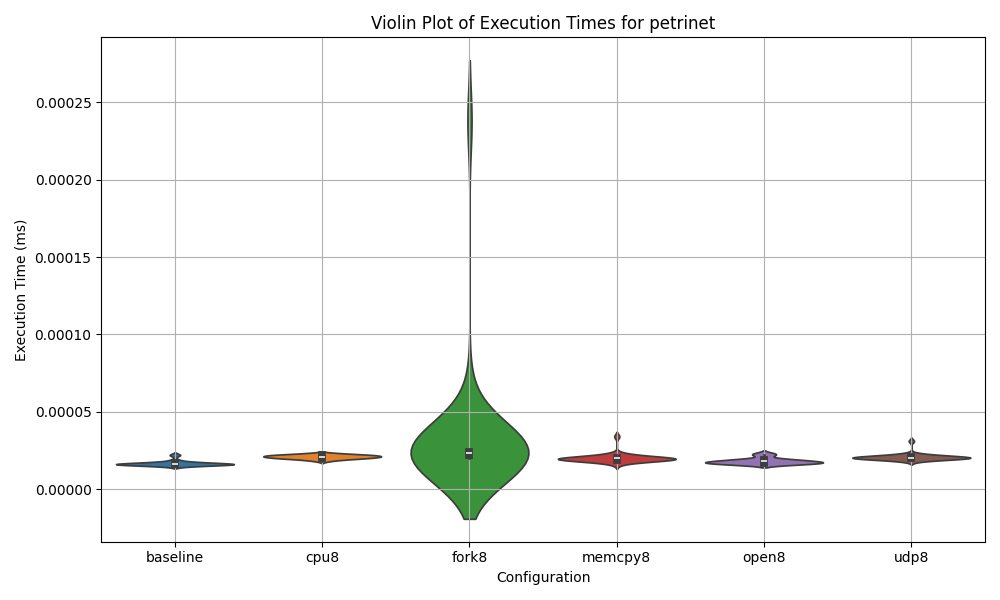 Violin Plot of Execution Times for petrinet
Execution Time (ms)
0.00025
0.00020
0.00015
0.00010
0.00005
0.00000
baseline cpu8 fork8 memcpy8 open8 udp8
Configuration